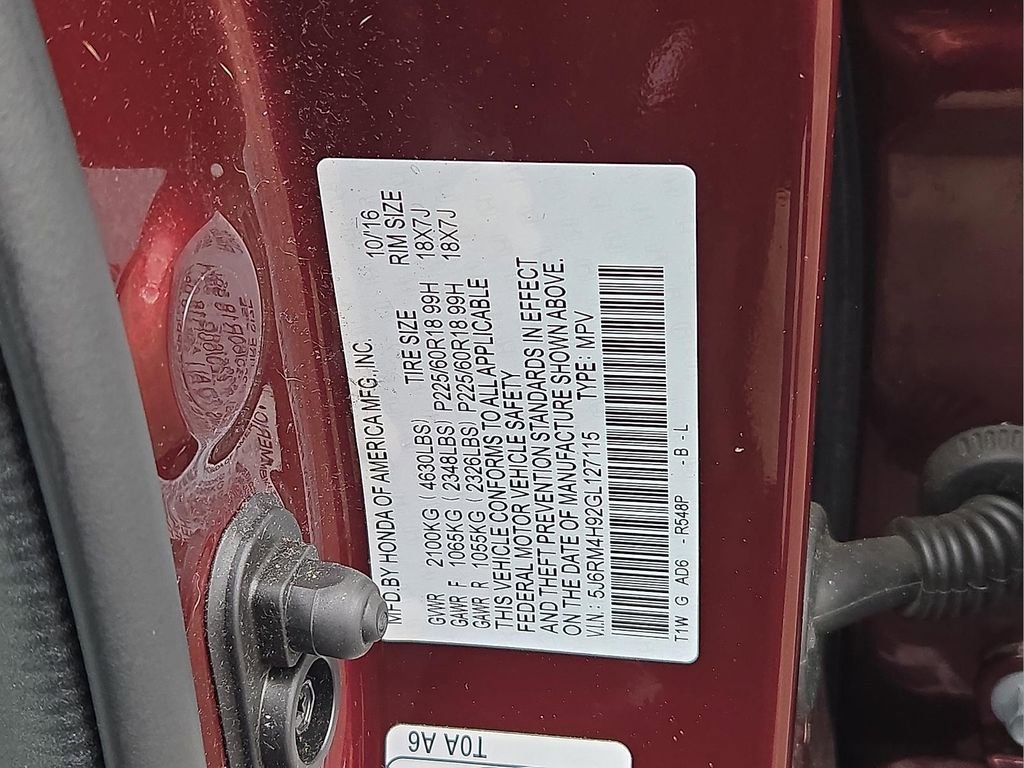 MFD.BY HONDA OF AMERICA MFG.,INC. 10/'16
TIRE SIZE RIM SIZE
GWR 2100KG (4630LBS)
GAWR F 1065KG (2348LBS) P225/60R18 99H 18X7J
GAWR R 1055KG (2326LBS) P225/60R18 99H 18X7J
THIS VEHICLE CONFORMS TO ALL APPLICABLE
FEDERAL MOTOR VEHICLE SAFETY
AND THEFT PREVENTION STANDARDS IN EFFECT
ON THE DATE OF MANUFACTURE SHOWN ABOVE.
V.I.N.: 5J6RM4H92GL127115 TYPE: MPV
T1W G AD6 -R548P -B-L
T0A A6